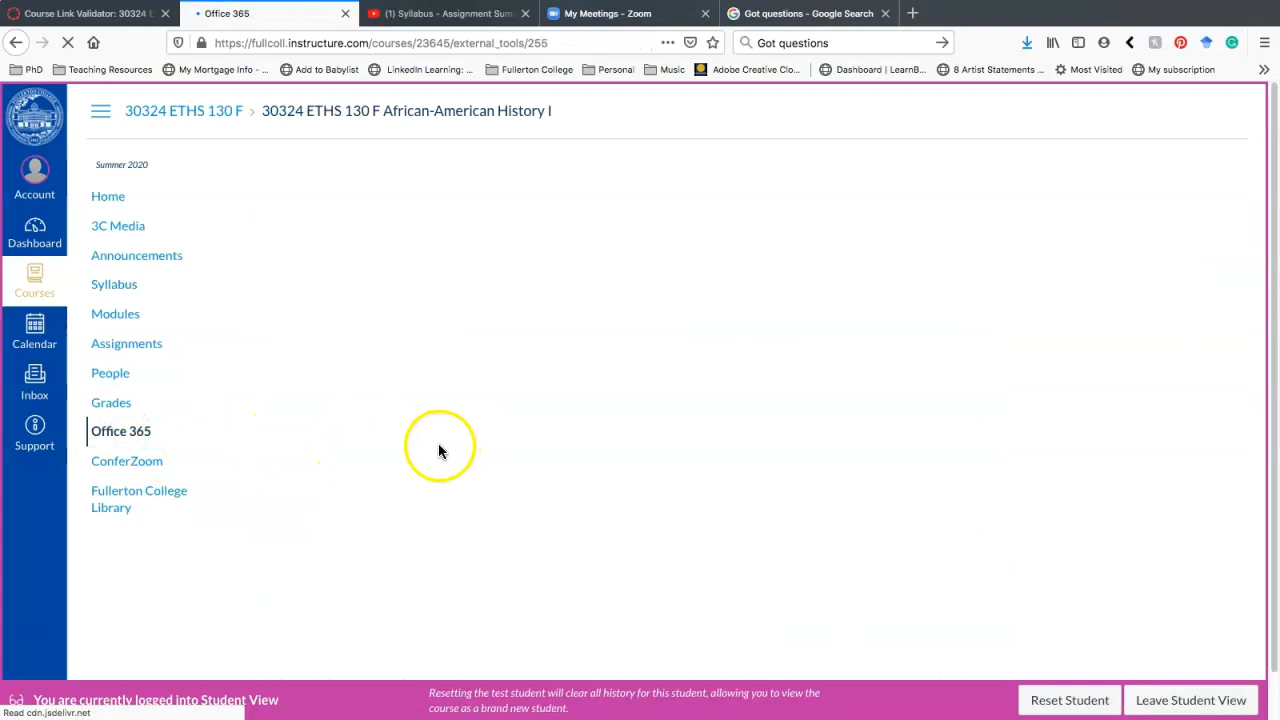 Course Link Validator: 30324 E
Office 365
(1) Syllabus - Assignment Sum
My Meetings - Zoom
Got questions - Google Search
https://fullcoll.instructure.com/courses/23645/external_tools/255
Got questions
PhD
Teaching Resources
My Mortgage Info - ...
Add to Babylist
LinkedIn Learning: ...
Fullerton College
Personal
Music
Adobe Creative Clo...
Dashboard | LearnB...
8 Artist Statements ...
Most Visited
My subscription
30324 ETHS 130 F > 30324 ETHS 130 F African-American History I
Summer 2020
Account
Dashboard
Courses
Calendar
Inbox
Support
Home
3C Media
Announcements
Syllabus
Modules
Assignments
People
Grades
Office 365
ConferZoom
Fullerton College
Library
You are currently logged into Student View
Resetting the test student will clear all history for this student, allowing you to view the
course as a brand new student.
Reset Student
Leave Student View
Read cdn.jsdelivr.net